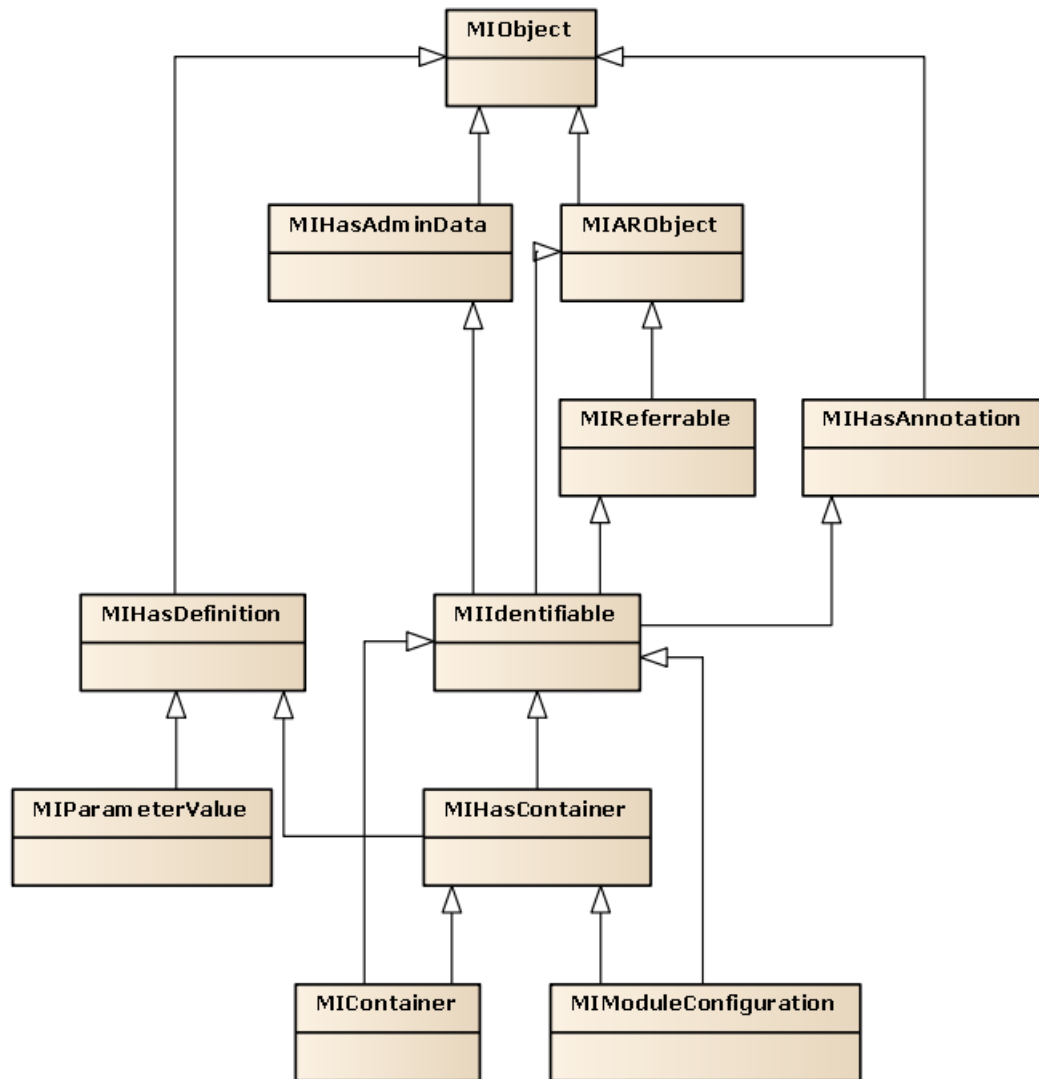 MIObject
MIHasAdminData
MIARObject
MIReferrable
MIHasAnnotation
MIHasDefinition
MIIdentifiable
MIParameterValue
MIHasContainer
MIContainer
MIModuleConfiguration